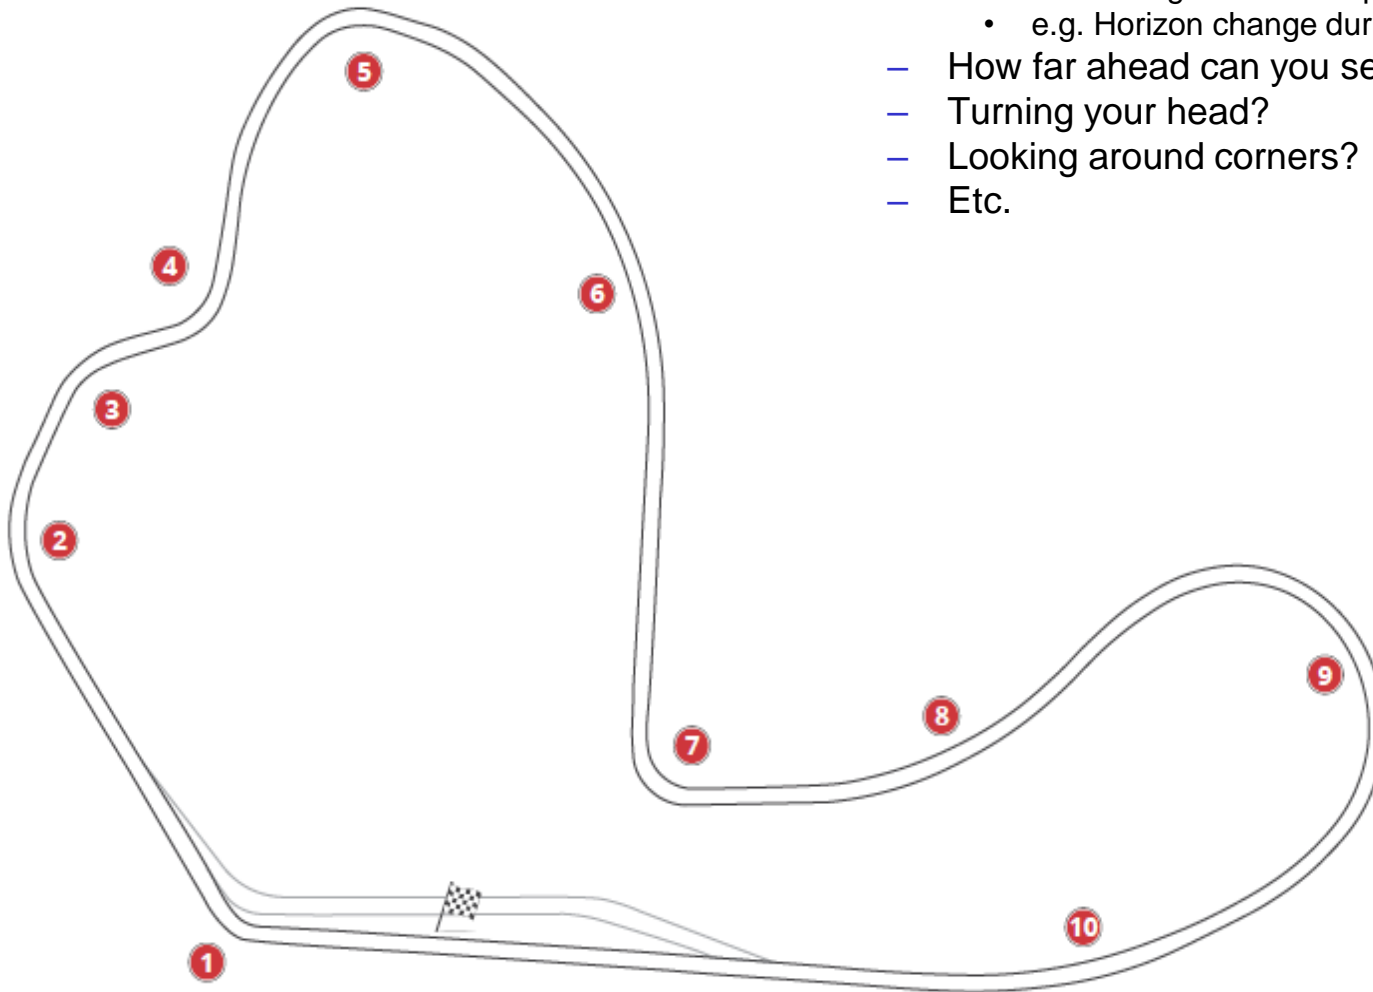 • e.g. Horizon change dur
– How far ahead can you se
– Turning your head?
– Looking around corners?
– Etc.
5
4
6
3
2
9
8
7
10
1